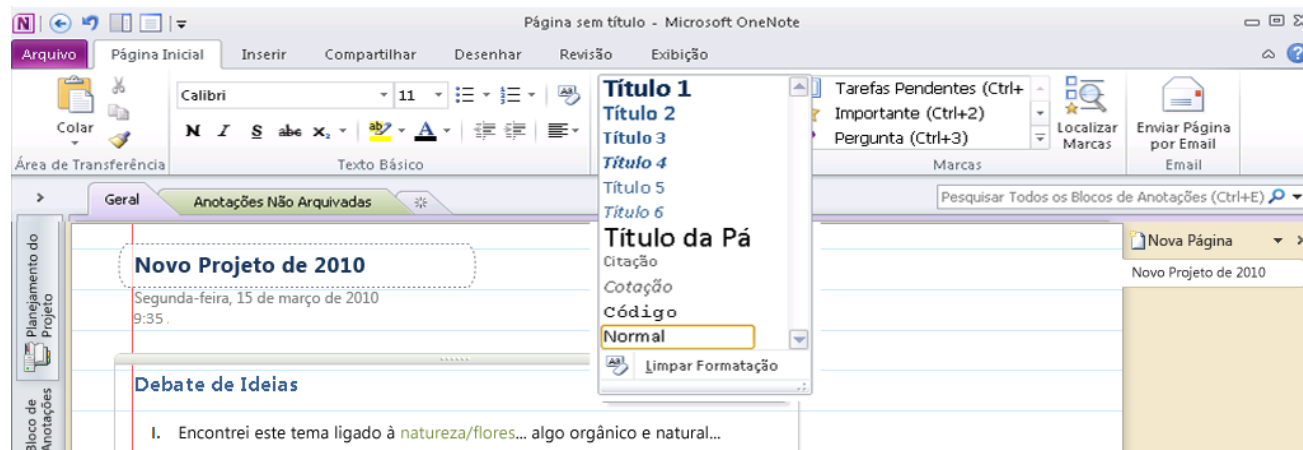 Página sem título - Microsoft OneNote
Arquivo Página Inicial Inserir Compartilhar Desenhar Revisão Exibição
Colar
Área de Transferência
Calibri 11
N I S abc x₂ ab A
Texto Básico
Título 1
Título 2
Título 3
Título 4
Título 5
Título 6
Título da Pá
Citação
Cotação
Código
Normal
Limpar Formatação
Tarefas Pendentes (Ctrl+
Importante (Ctrl+2)
Pergunta (Ctrl+3)
Marcas
Localizar
Marcas
Enviar Página
por Email
Email
Geral Anotações Não Arquivadas
Pesquisar Todos os Blocos de Anotações (Ctrl+E)
Planejamento do
Projeto
Bloco de
Anotações
Novo Projeto de 2010
Segunda-feira, 15 de março de 2010
9:35 .
Debate de Ideias
I. Encontrei este tema ligado à natureza/flores... algo orgânico e natural...
Nova Página
Novo Projeto de 2010